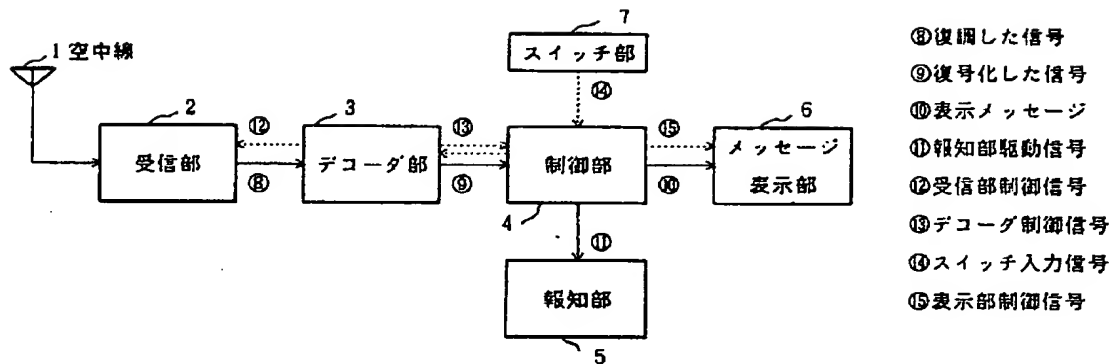 1 空中線
2
受信部
⑫
⑧
3
デコーダ部
⑬
⑨
7
スイッチ部
⑭
制御部
4
⑮
⑩
6
メッセージ
表示部
⑪
報知部
5
⑧復調した信号
⑨復号化した信号
⑩表示メッセージ
⑪報知部駆動信号
⑫受信部制御信号
⑬デコーダ制御信号
⑭スイッチ入力信号
⑮表示部制御信号